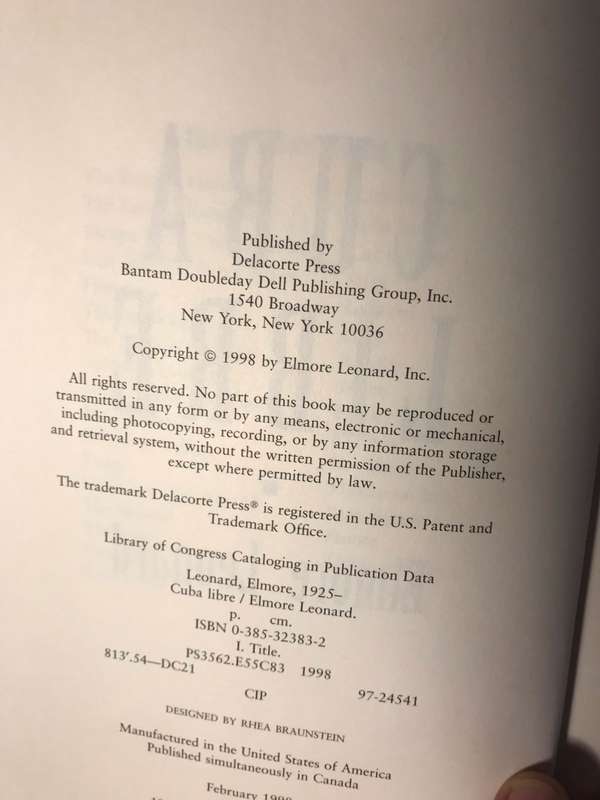 Published by
Delacorte Press
Bantam Doubleday Dell Publishing Group, Inc.
1540 Broadway
New York, New York 10036
Copyright © 1998 by Elmore Leonard, Inc.
All rights reserved. No part of this book may be reproduced or
transmitted in any form or by any means, electronic or mechanical,
including photocopying, recording, or by any information storage
and retrieval system, without the written permission of the Publisher,
except where permitted by law.
The trademark Delacorte Press® is registered in the U.S. Patent and
Trademark Office.
Library of Congress Cataloging in Publication Data
Leonard, Elmore, 1925–
Cuba libre / Elmore Leonard.
p. cm.
ISBN 0-385-32383-2
I. Title.
PS3562.E55C83 1998
813'.54—DC21
97-24541
CIP
DESIGNED BY RHEA BRAUNSTEIN
Manufactured in the United States of America
Published simultaneously in Canada
February